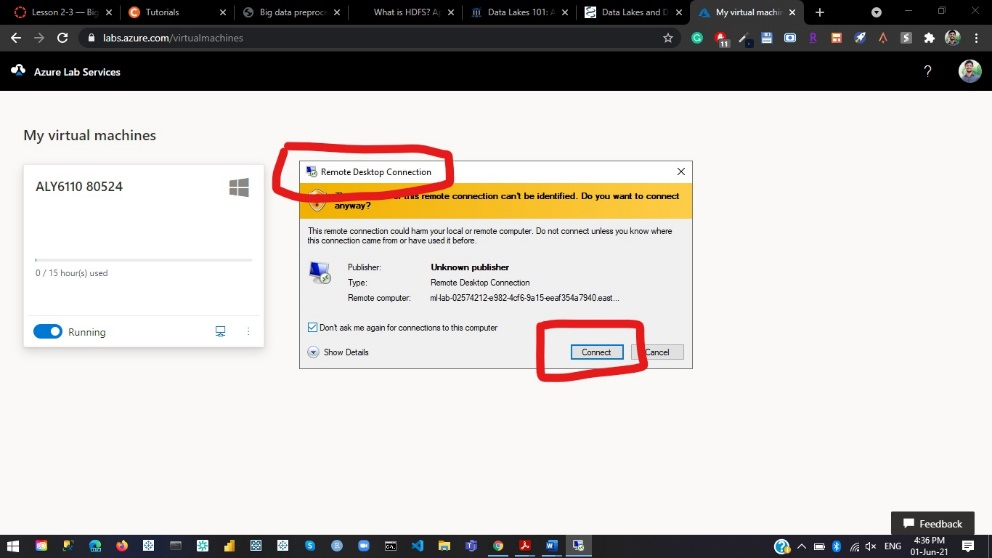 Lesson 2-3 — Big
Tutorials
Big data preproc
What is HDFS? Ap
Data Lakes 101: A
Data Lakes and D
My virtual machin
labs.azure.com/virtualmachines
11
Azure Lab Services
?
My virtual machines
ALY6110 80524
0 / 15 hour(s) used
Running
Remote Desktop Connection
of this remote connection can't be identified. Do you want to connect
anyway?
This remote connection could harm your local or remote computer. Do not connect unless you know where
this connection came from or have used it before.
Publisher: Unknown publisher
Type: Remote Desktop Connection
Remote computer: ml-lab-02574212-e982-4cf6-9a15-eeaf354a7940.east...
Don't ask me again for connections to this computer
Show Details
Connect
Cancel
Feedback
ENG
4:36 PM
01-Jun-21